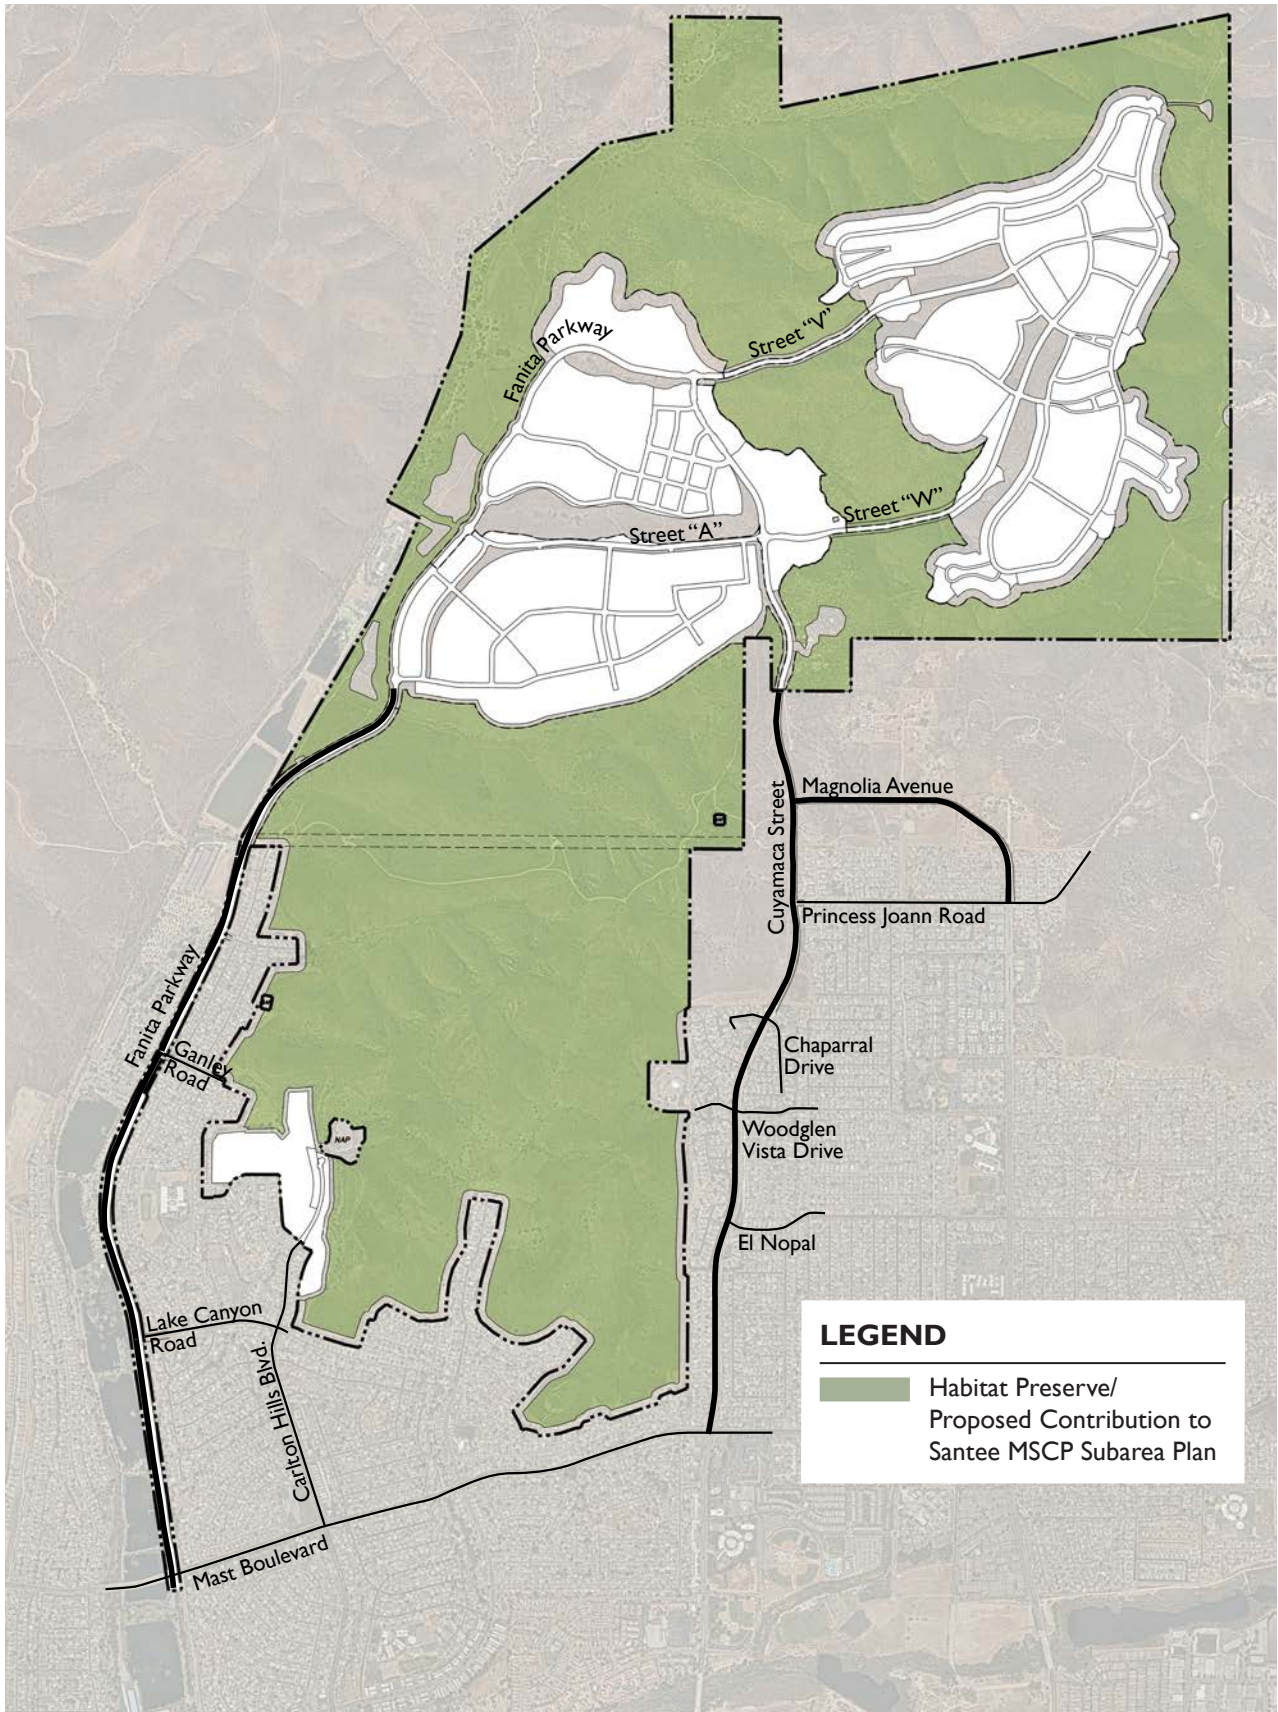 Fanita Parkway
Street “V”
Street “W”
Street “A”
Cuyamaca Street
Magnolia Avenue
Princess Joann Road
Fanita Parkway
Ganley
Road
Chaparral
Drive
NAP
Woodglen
Vista Drive
El Nopal
Lake Canyon
Road
Carlton Hills Blvd.
Mast Boulevard
LEGEND
Habitat Preserve/
Proposed Contribution to
Santee MSCP Subarea Plan